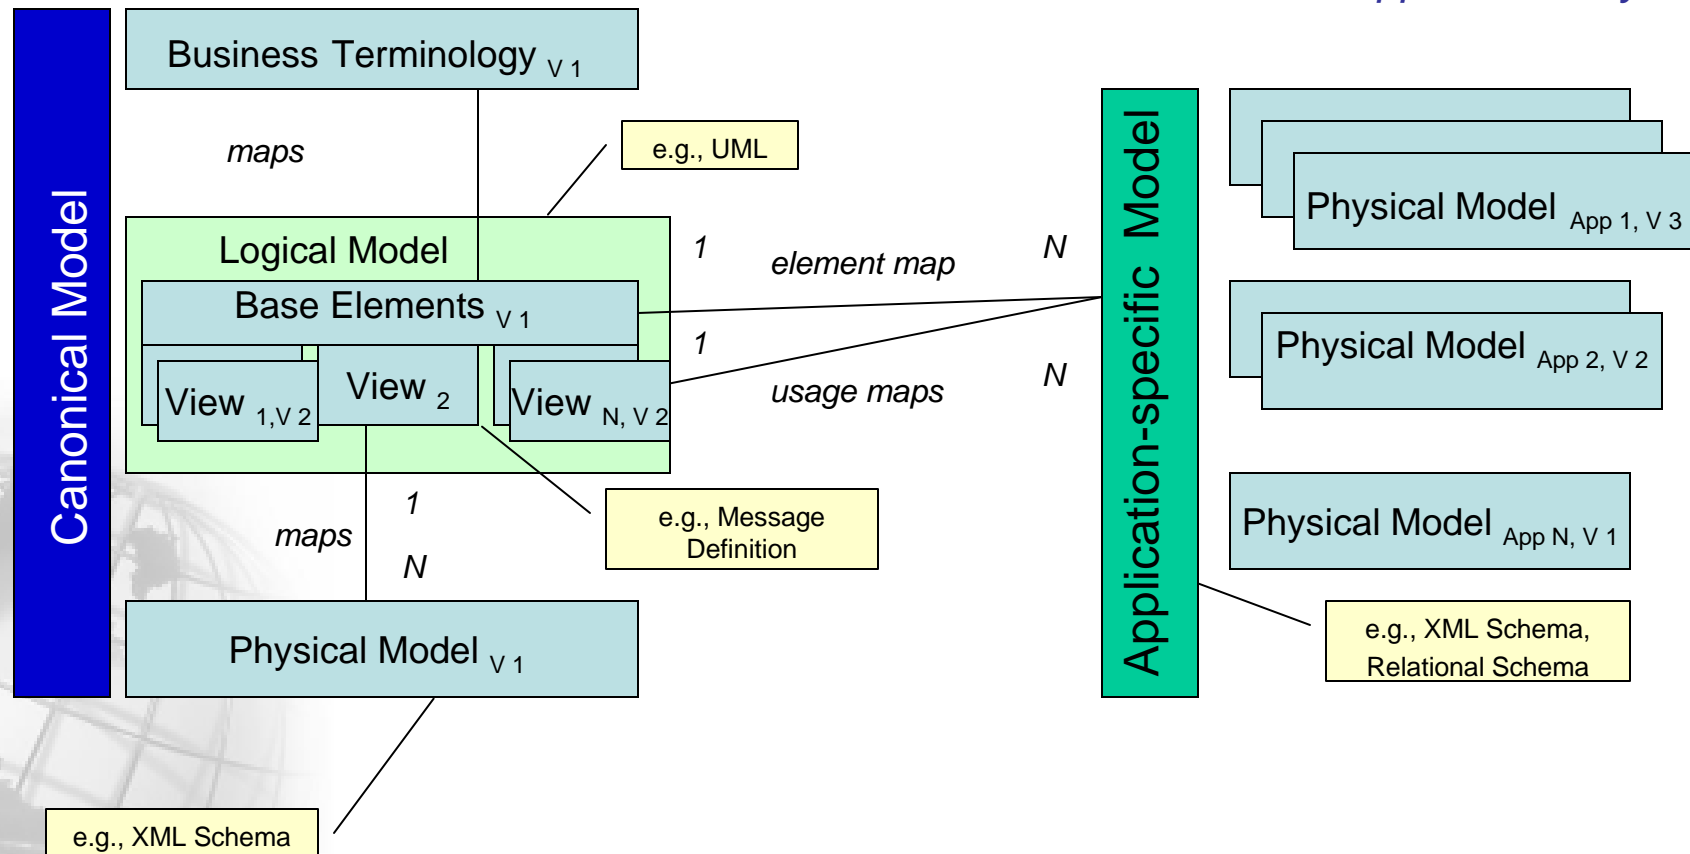 Business Terminology V 1
maps
e.g., UML
Canonical Model
Logical Model
Base Elements V 1
View 1,V 2
View 2
View N, V 2
1
element map
N
1
usage maps
N
maps
1
N
e.g., Message
Definition
Physical Model V 1
e.g., XML Schema
Application-specific Model
Physical Model App 1, V 3
Physical Model App 2, V 2
Physical Model App N, V 1
e.g., XML Schema,
Relational Schema